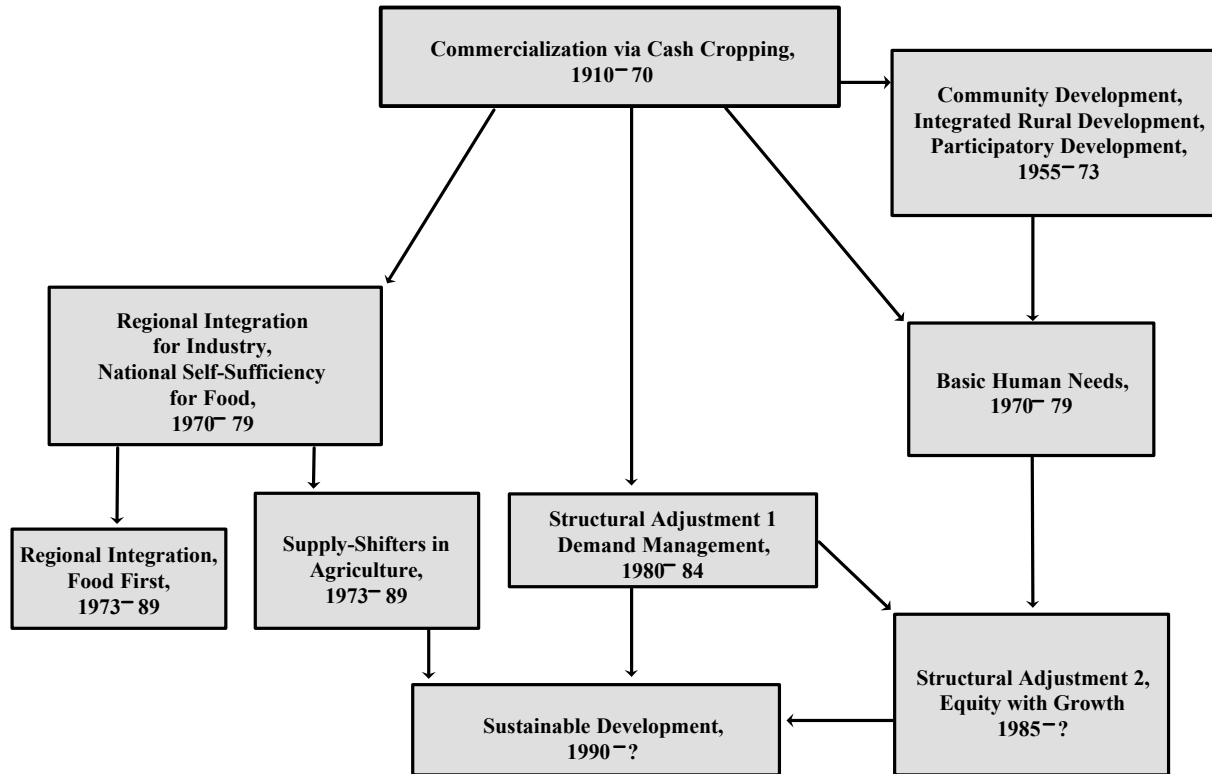 Commercialization via Cash Cropping,
1910–70
Community Development,
Integrated Rural Development,
Participatory Development,
1955–73
Regional Integration
for Industry,
National Self-Sufficiency
for Food,
1970–79
Basic Human Needs,
1970–79
Regional Integration,
Food First,
1973–89
Supply-Shifters in
Agriculture,
1973–89
Structural Adjustment 1
Demand Management,
1980–84
Structural Adjustment 2,
Equity with Growth
1985–?
Sustainable Development,
1990–?